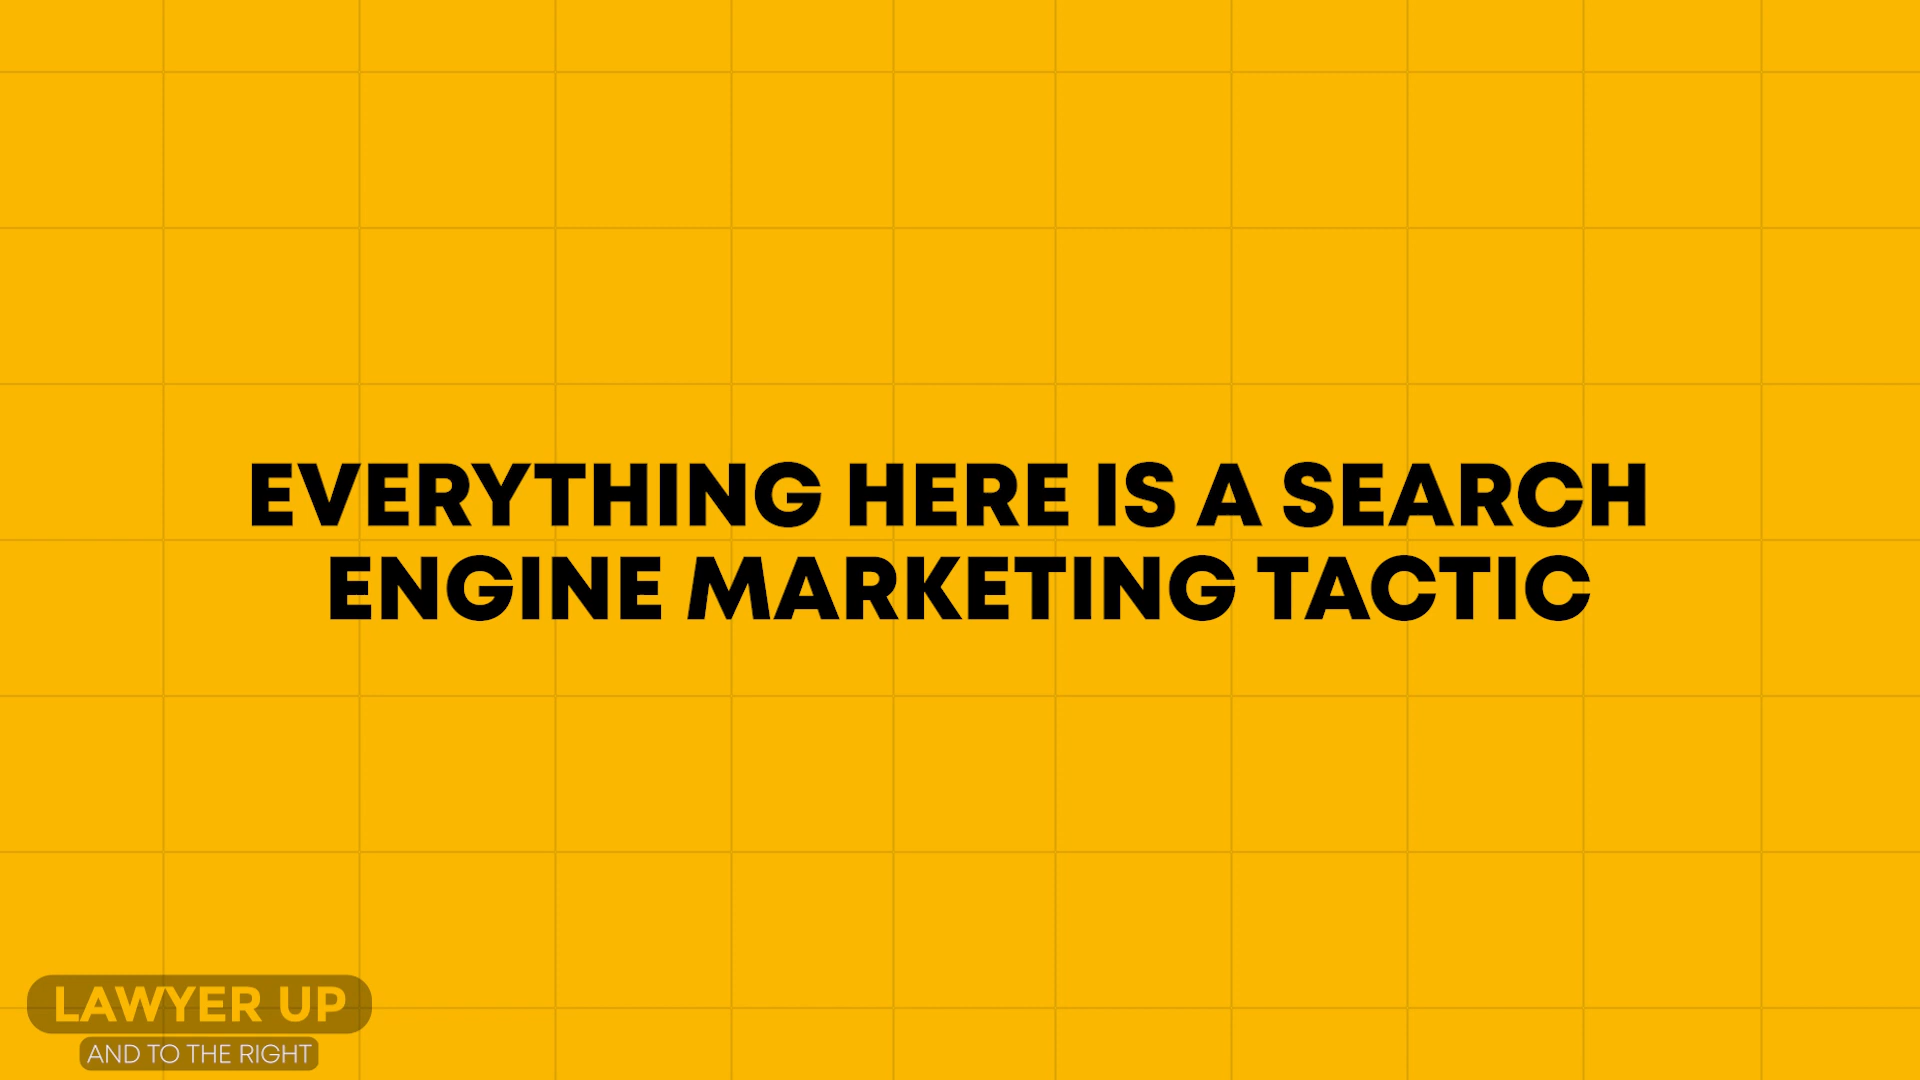 EVERYTHING HERE IS A SEARCH
ENGINE MARKETING TACTIC
LAWYER UP
AND TO THE RIGHT